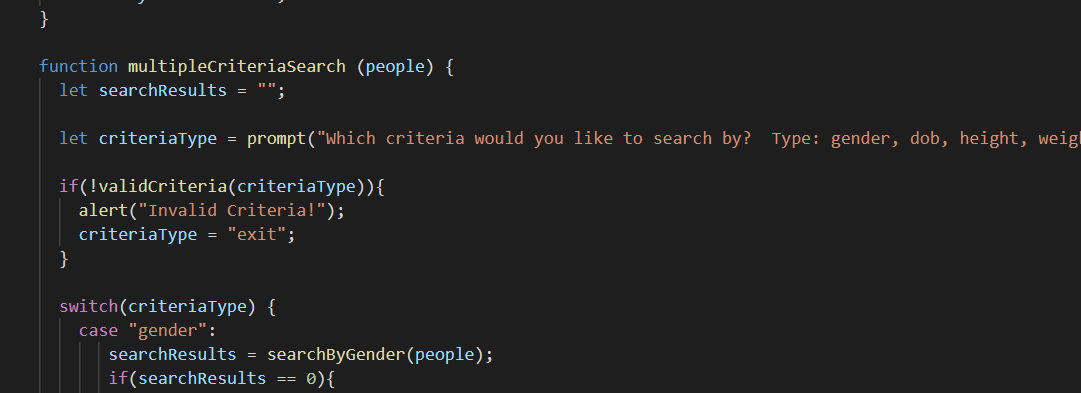 }
function multipleCriteriaSearch (people) {
let searchResults = "";
let criteriaType = prompt("Which criteria would you like to search by?  Type: gender, dob, height,
if(!validCriteria(criteriaType)){
alert("Invalid Criteria!");
criteriaType = "exit";
}
switch(criteriaType) {
case "gender":
searchResults = searchByGender(people);
if(searchResults == 0){